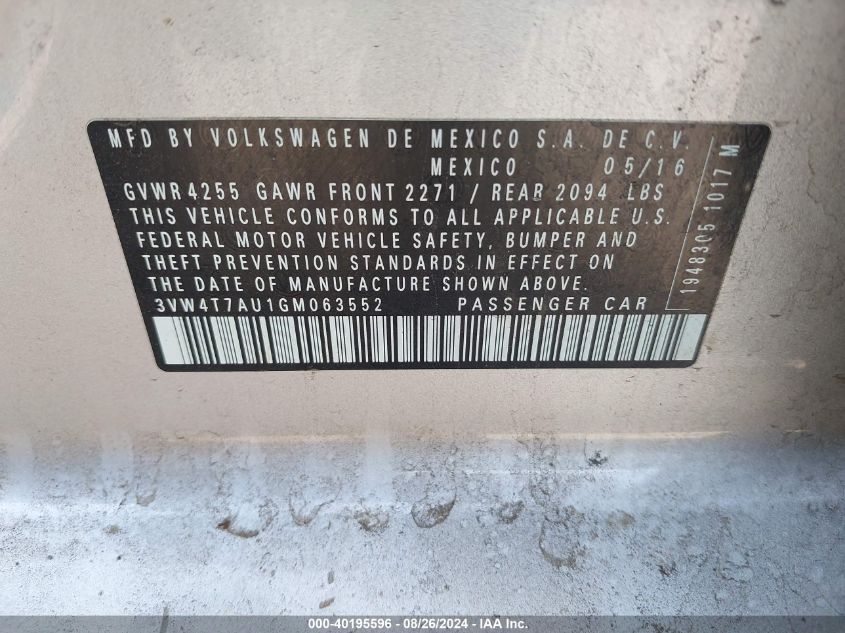 MFD BY VOLKSWAGEN DE MEXICO S.A. DE C.V.
MEXICO 05/16
GVWR 4255 GAWR FRONT 2271 / REAR 2094 LBS
THIS VEHICLE CONFORMS TO ALL APPLICABLE U.S.
FEDERAL MOTOR VEHICLE SAFETY, BUMPER AND
THEFT PREVENTION STANDARDS IN EFFECT ON
THE DATE OF MANUFACTURE SHOWN ABOVE.
3VW4T7AU1GM063552 PASSENGER CAR
1948305 1017 M
000-40195596 - 08/26/2024 - IAA Inc.